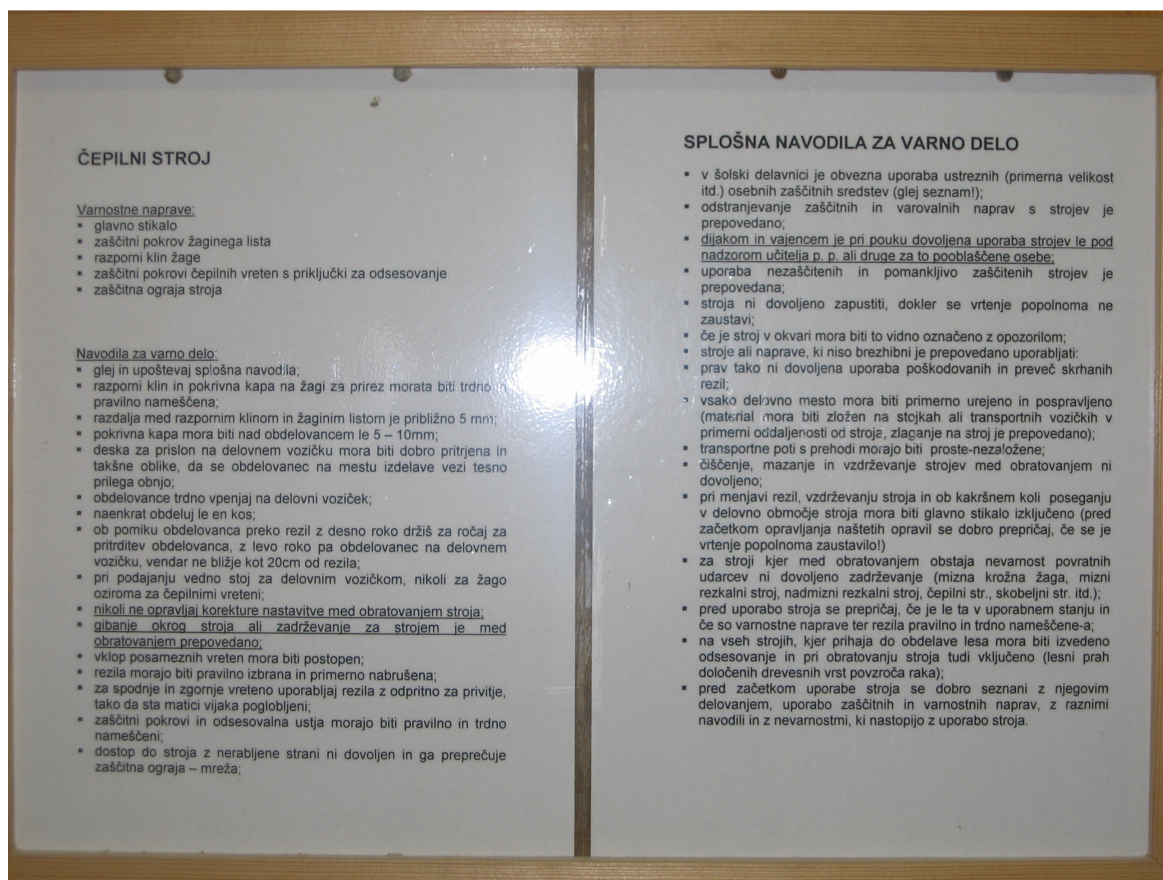 ČEPILNI STROJ
Varnostne naprave:
▪ glavno stikalo
▪ zaščitni pokrov žaginega lista
▪ razporni klin žage
▪ zaščitni pokrovi čepilnih vreten s priključki za odsesovanje
▪ zaščitna ograja stroja
Navodila za varno delo:
▪ glej in upoštevaj splošna navodila;
▪ razporni klin in pokrivna kapa na žagi za prirez morata biti trdno in
pravilno nameščena;
▪ razdalja med razpornim klinom in žaginim listom je približno 5 mm;
▪ pokrivna kapa mora biti nad obdelovancem le 5 – 10mm;
▪ deska za prislon na delovnem vozičku mora biti dobro pritrjena in
takšne oblike, da se obdelovanec na mestu izdelave vezi tesno
prilega obnjo;
▪ obdelovance trdno vpenjaj na delovni voziček;
▪ naenkrat obdeluj le en kos;
▪ ob pomiku obdelovanca preko rezil z desno roko držiš za ročaj za
pritrditev obdelovanca, z levo roko pa obdelovanec na delovnem
vozičku, vendar ne bližje kot 20cm od rezila;
▪ pri podajanju vedno stoj za delovnim vozičkom, nikoli za žago
oziroma za čepilnimi vreteni;
▪ nikoli ne opravljaj korekture nastavitve med obratovanjem stroja;
▪ gibanje okrog stroja ali zadrževanje za strojem je med
obratovanjem prepovedano;
▪ vklop posameznih vreten mora biti postopen;
▪ rezila morajo biti pravilno izbrana in primerno nabrušena;
▪ za spodnje in zgornje vreteno uporabljaj rezila z odpritno za privitje,
tako da sta matici vijaka poglobljeni;
▪ zaščitni pokrovi in odsesovalna ustja morajo biti pravilno in trdno
nameščeni;
▪ dostop do stroja z nerabljene strani ni dovoljen in ga preprečuje
zaščitna ograja – mreža;
SPLOŠNA NAVODILA ZA VARNO DELO
▪ v šolski delavnici je obvezna uporaba ustreznih (primerna velikost
itd.) osebnih zaščitnih sredstev (glej seznam!);
▪ odstranjevanje zaščitnih in varovalnih naprav s strojev je
prepovedano;
▪ dijakom in vajencem je pri pouku dovoljena uporaba strojev le pod
nadzorom učitelja p. p. ali druge za to pooblaščene osebe;
▪ uporaba nezaščitenih in pomankljivo zaščitenih strojev je
prepovedana;
▪ stroja ni dovoljeno zapustiti, dokler se vrtenje popolnoma ne
zaustavi;
▪ če je stroj v okvari mora biti to vidno označeno z opozorilom;
▪ stroje ali naprave, ki niso brezhibni je prepovedano uporabljati:
▪ prav tako ni dovoljena uporaba poškodovanih in preveč skrhanih
rezil;
▪ vsako delovno mesto mora biti primerno urejeno in pospravljeno
(material mora biti zložen na stojkah ali transportnih vozičkih v
primerni oddaljenosti od stroja, zlaganje na stroj je prepovedano);
▪ transportne poti s prehodi morajo biti proste-nezaložene;
▪ čiščenje, mazanje in vzdrževanje strojev med obratovanjem ni
dovoljeno;
▪ pri menjavi rezil, vzdrževanju stroja in ob kakršnem koli poseganju
v delovno območje stroja mora biti glavno stikalo izključeno (pred
začetkom opravljanja naštetih opravil se dobro prepričaj, če se je
vrtenje popolnoma zaustavilo!)
▪ za stroji kjer med obratovanjem obstaja nevarnost povratnih
udarcev ni dovoljeno zadrževanje (mizna krožna žaga, mizni
rezkalni stroj, nadmizni rezkalni stroj, čepilni str., skobeljni str. itd.);
▪ pred uporabo stroja se prepričaj, če je le ta v uporabnem stanju in
če so varnostne naprave ter rezila pravilno in trdno nameščene-a;
▪ na vseh strojih, kjer prihaja do obdelave lesa mora biti izvedeno
odsesovanje in pri obratovanju stroja tudi vključeno (lesni prah
določenih drevesnih vrst povzroča raka);
▪ pred začetkom uporabe stroja se dobro seznani z njegovim
delovanjem, uporabo zaščitnih in varnostnih naprav, z raznimi
navodili in z nevarnostmi, ki nastopijo z uporabo stroja.